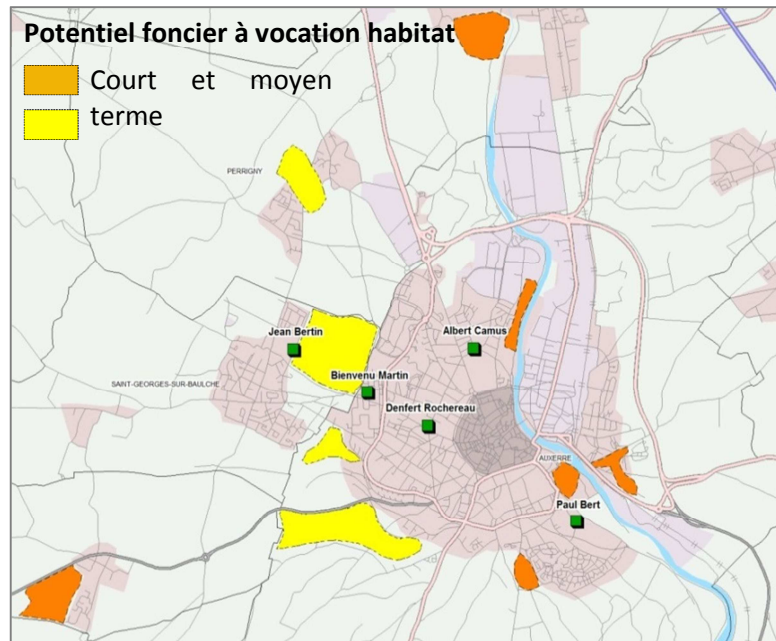 Potentiel foncier à vocation habitat
Court et moyen
terme
PERRIGNY
Jean Bertin
Albert Camus
Bienvenu Martin
SAINT-GEORGES-SUR-BAULCHE
Denfert Rochereau
AUXERRE
Paul Bert